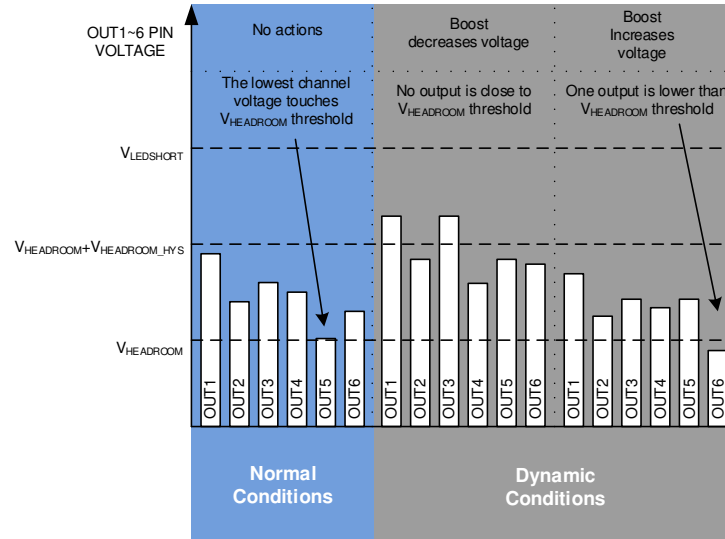 OUT1~6 PIN
VOLTAGE
No actions
Boost
decreases voltage
Boost
Increases
voltage
The lowest channel
voltage touches
VHEADROOM threshold
No output is close to
VHEADROOM threshold
One output is lower than
VHEADROOM threshold
VLEDSHORT
VHEADROOM+VHEADROOM_HYS
VHEADROOM
OUT1
OUT2
OUT3
OUT4
OUT5
OUT6
OUT1
OUT2
OUT3
OUT4
OUT5
OUT6
OUT1
OUT2
OUT3
OUT4
OUT5
OUT6
Normal
Conditions
Dynamic
Conditions